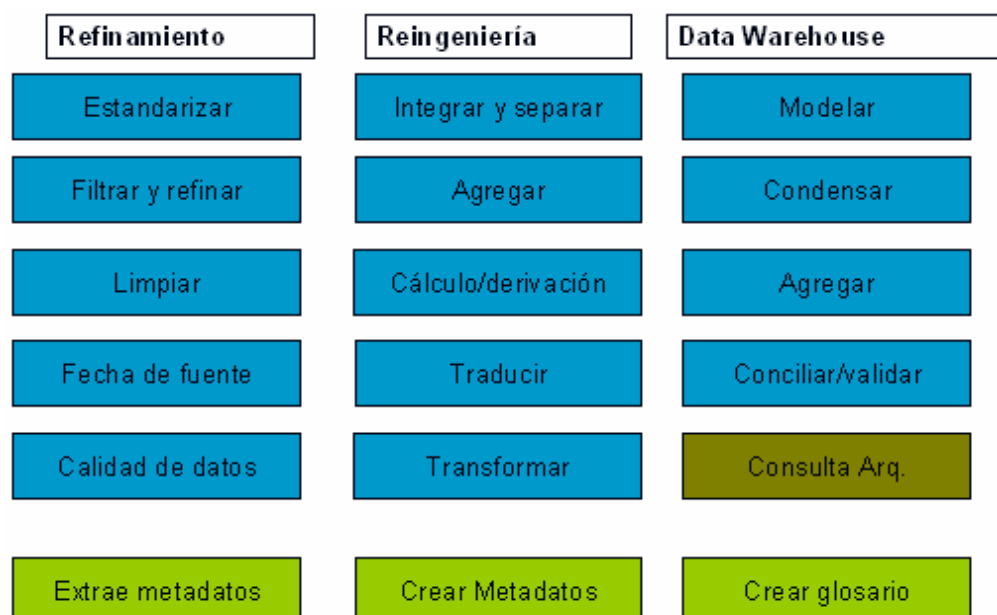 Refinamiento
Reingeniería
Data Warehouse
Estandarizar
Integrar y separar
Modelar
Filtrar y refinar
Agregar
Condensar
Limpiar
Cálculo/derivación
Agregar
Fecha de fuente
Traducir
Conciliar/validar
Calidad de datos
Transformar
Consulta Arq.
Extrae metadatos
Crear Metadatos
Crear glosario